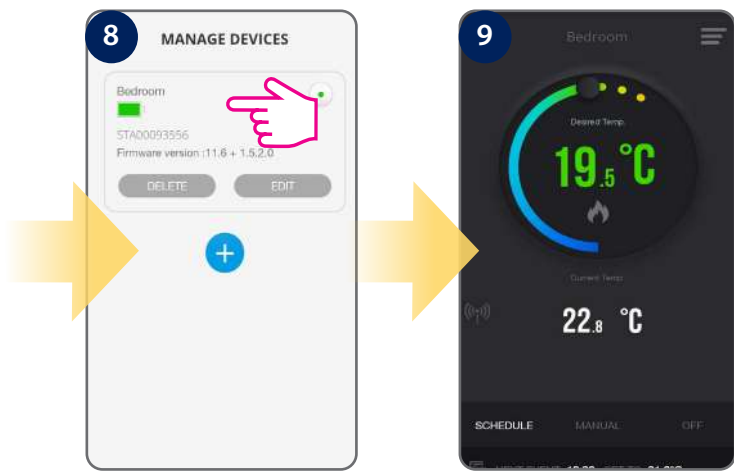 8
MANAGE DEVICES
Bedroom
STA00093556
Firmware version :11.6 + 1.5.2.0
DELETE EDIT
+
9
Bedroom
Desired Temp.
19.5 °C
Current Temp
22.8 °C
SCHEDULE MANUAL OFF